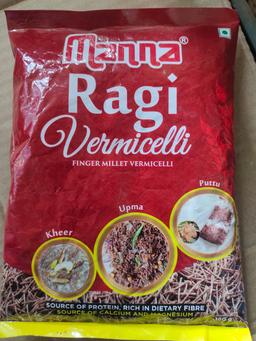 Manna®
Ragi
Vermicelli
FINGER MILLET VERMICELLI
Puttu
Upma
Kheer
SOURCE OF PROTEIN, RICH IN DIETARY FIBRE
SOURCE OF CALCIUM AND MAGNESIUM